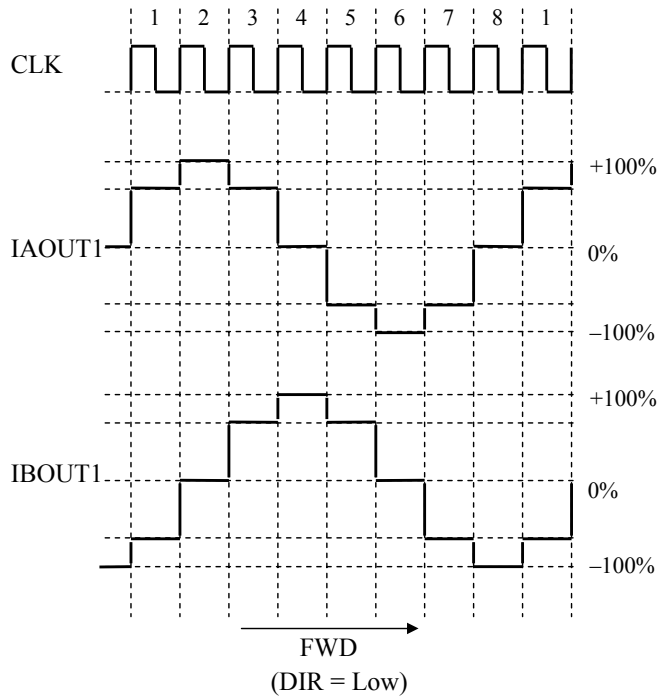 1 2 3 4 5 6 7 8 1
CLK
+100%
IAOUT1
0%
–100%
+100%
IBOUT1
0%
–100%
FWD
(DIR = Low)